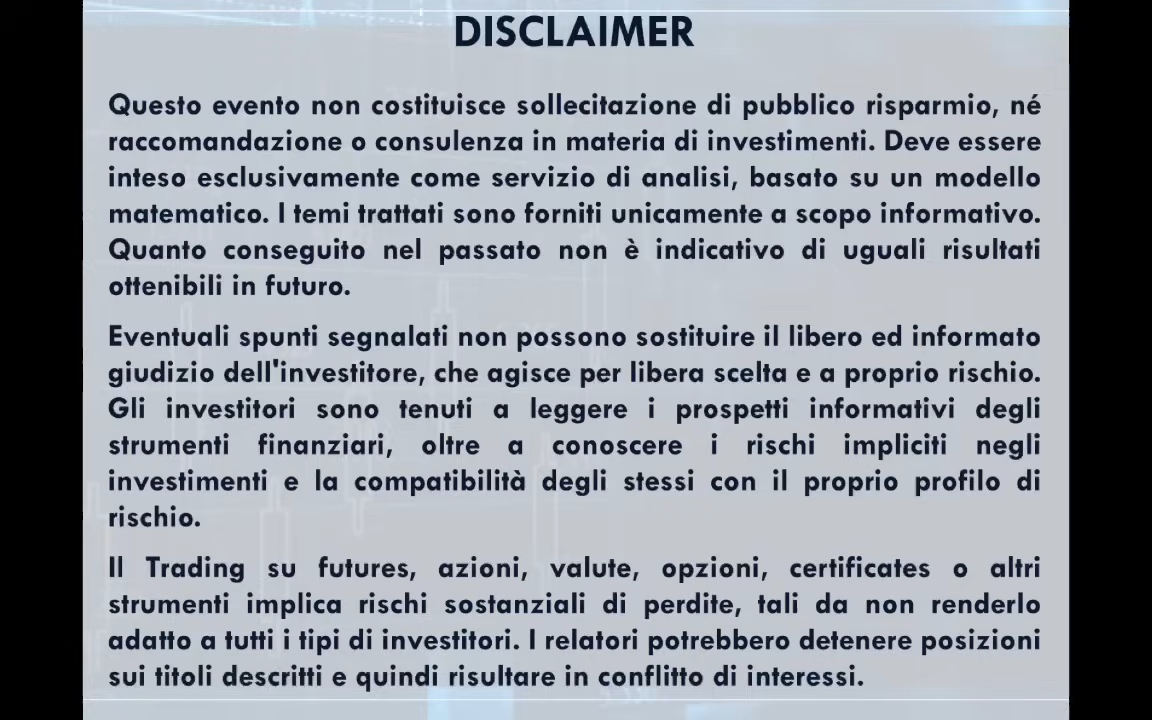 DISCLAIMER
Questo evento non costituisce sollecitazione di pubblico risparmio, né
raccomandazione o consulenza in materia di investimenti. Deve essere
inteso esclusivamente come servizio di analisi, basato su un modello
matematico. I temi trattati sono forniti unicamente a scopo informativo.
Quanto conseguito nel passato non è indicativo di uguali risultati
ottenibili in futuro.
Eventuali spunti segnalati non possono sostituire il libero ed informato
giudizio dell'investitore, che agisce per libera scelta e a proprio rischio.
Gli investitori sono tenuti a leggere i prospetti informativi degli
strumenti finanziari, oltre a conoscere i rischi impliciti negli
investimenti e la compatibilità degli stessi con il proprio profilo di
rischio.
Il Trading su futures, azioni, valute, opzioni, certificates o altri
strumenti implica rischi sostanziali di perdite, tali da non renderlo
adatto a tutti i tipi di investitori. I relatori potrebbero detenere posizioni
sui titoli descritti e quindi risultare in conflitto di interessi.